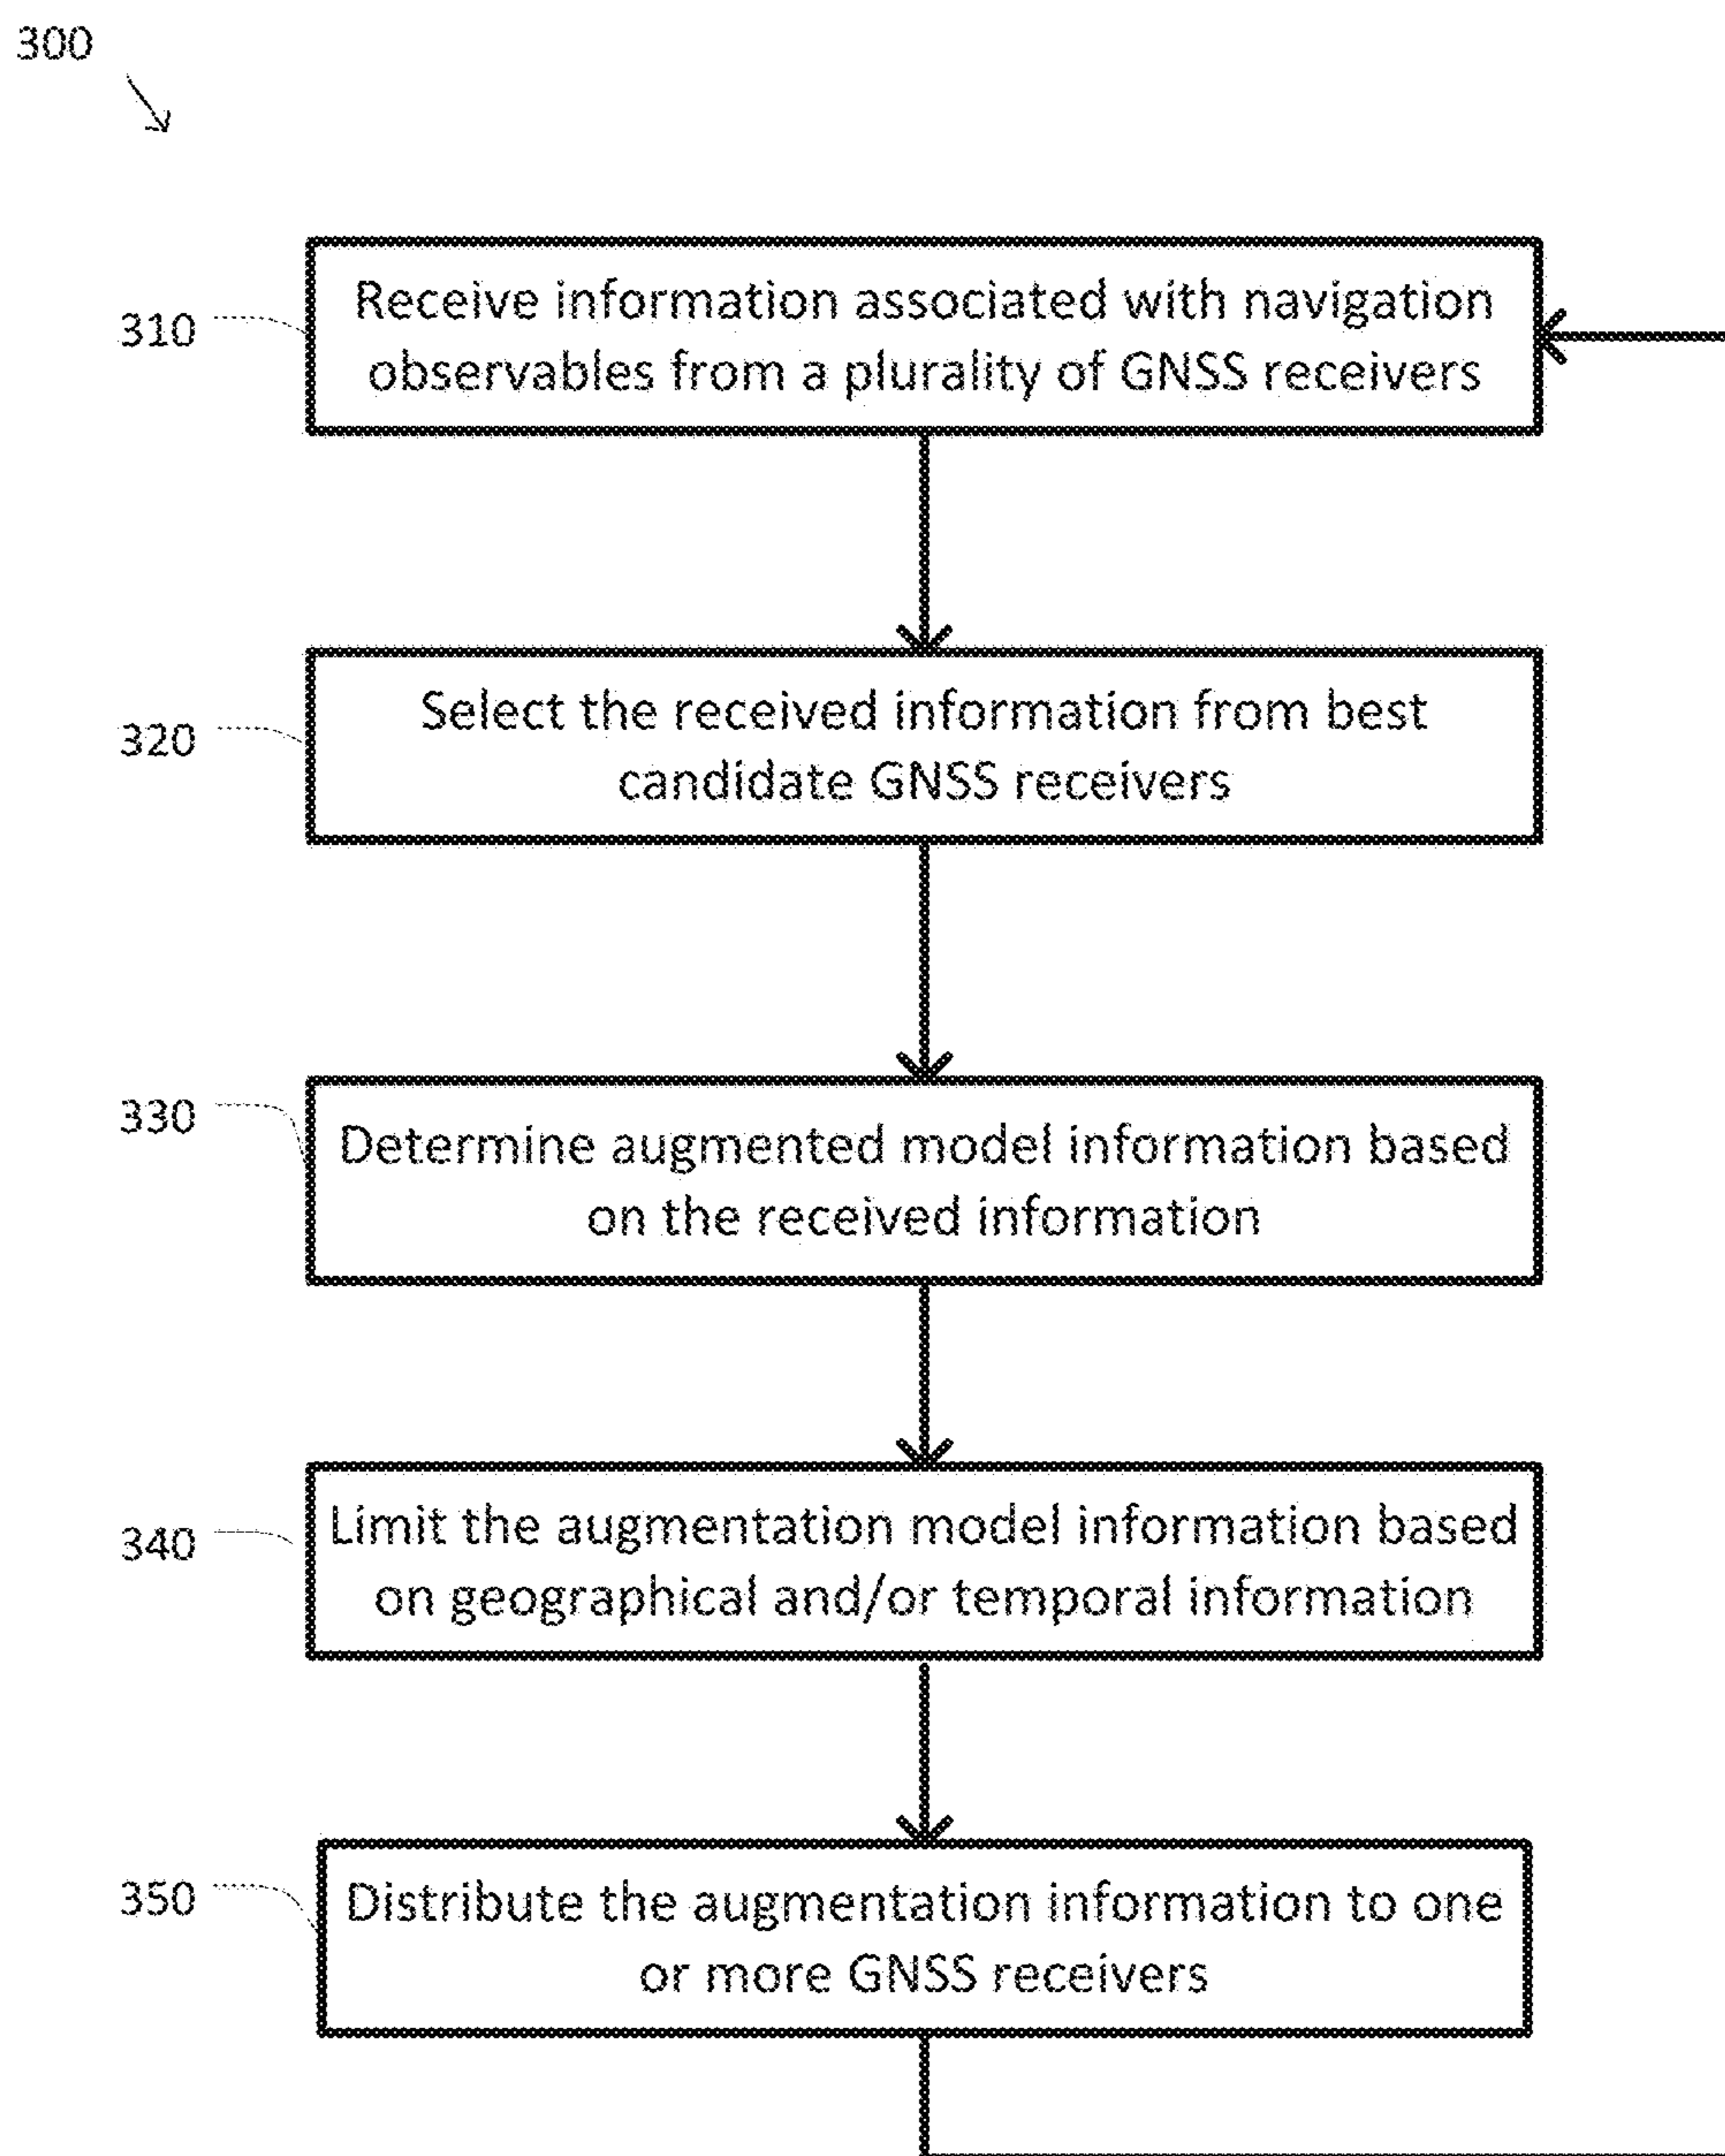 300
310
Receive information associated with navigation
observables from a plurality of GNSS receivers
320
Select the received information from best
candidate GNSS receivers
330
Determine augmented model information based
on the received information
340
Limit the augmentation model information based
on geographical and/or temporal information
350
Distribute the augmentation information to one
or more GNSS receivers